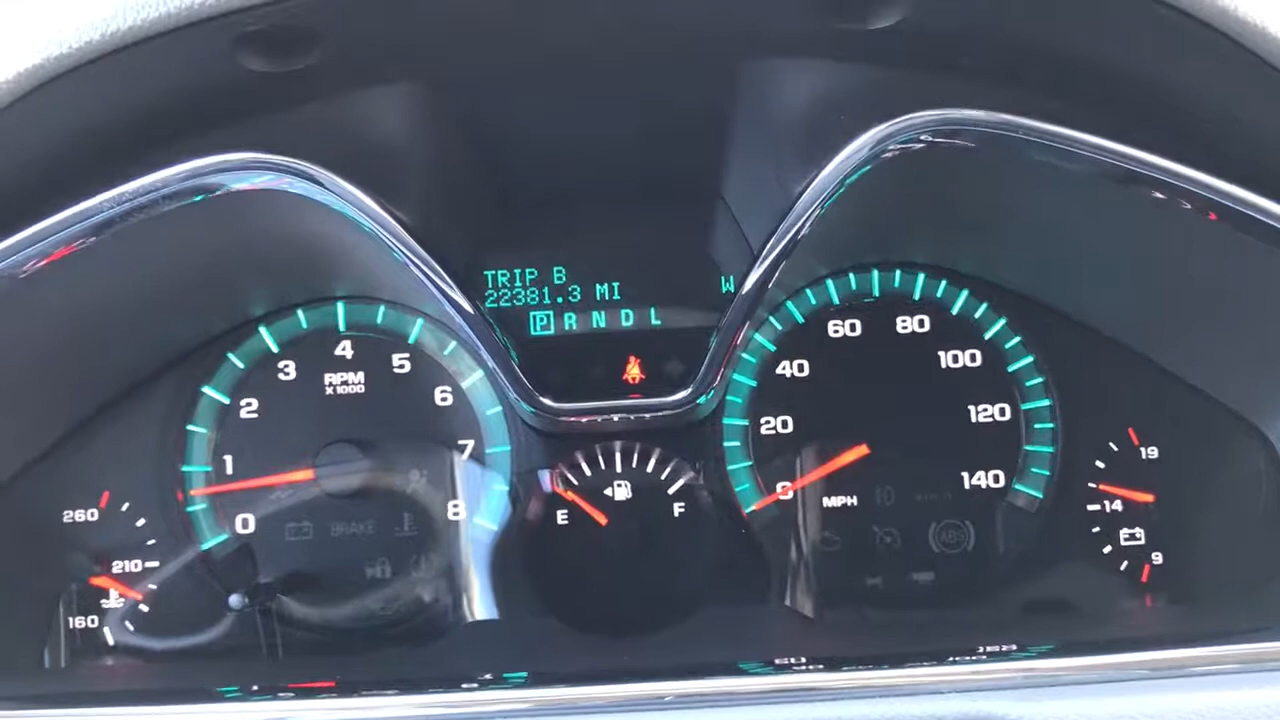 TRIP B
22381.3 MI W
P R N D L
0 1 2 3 4 5 6 7 8
RPM
X1000
0 20 40 60 80 100 120 140
MPH
E F
260
210
160
19
14
9
BRAKE
ABS